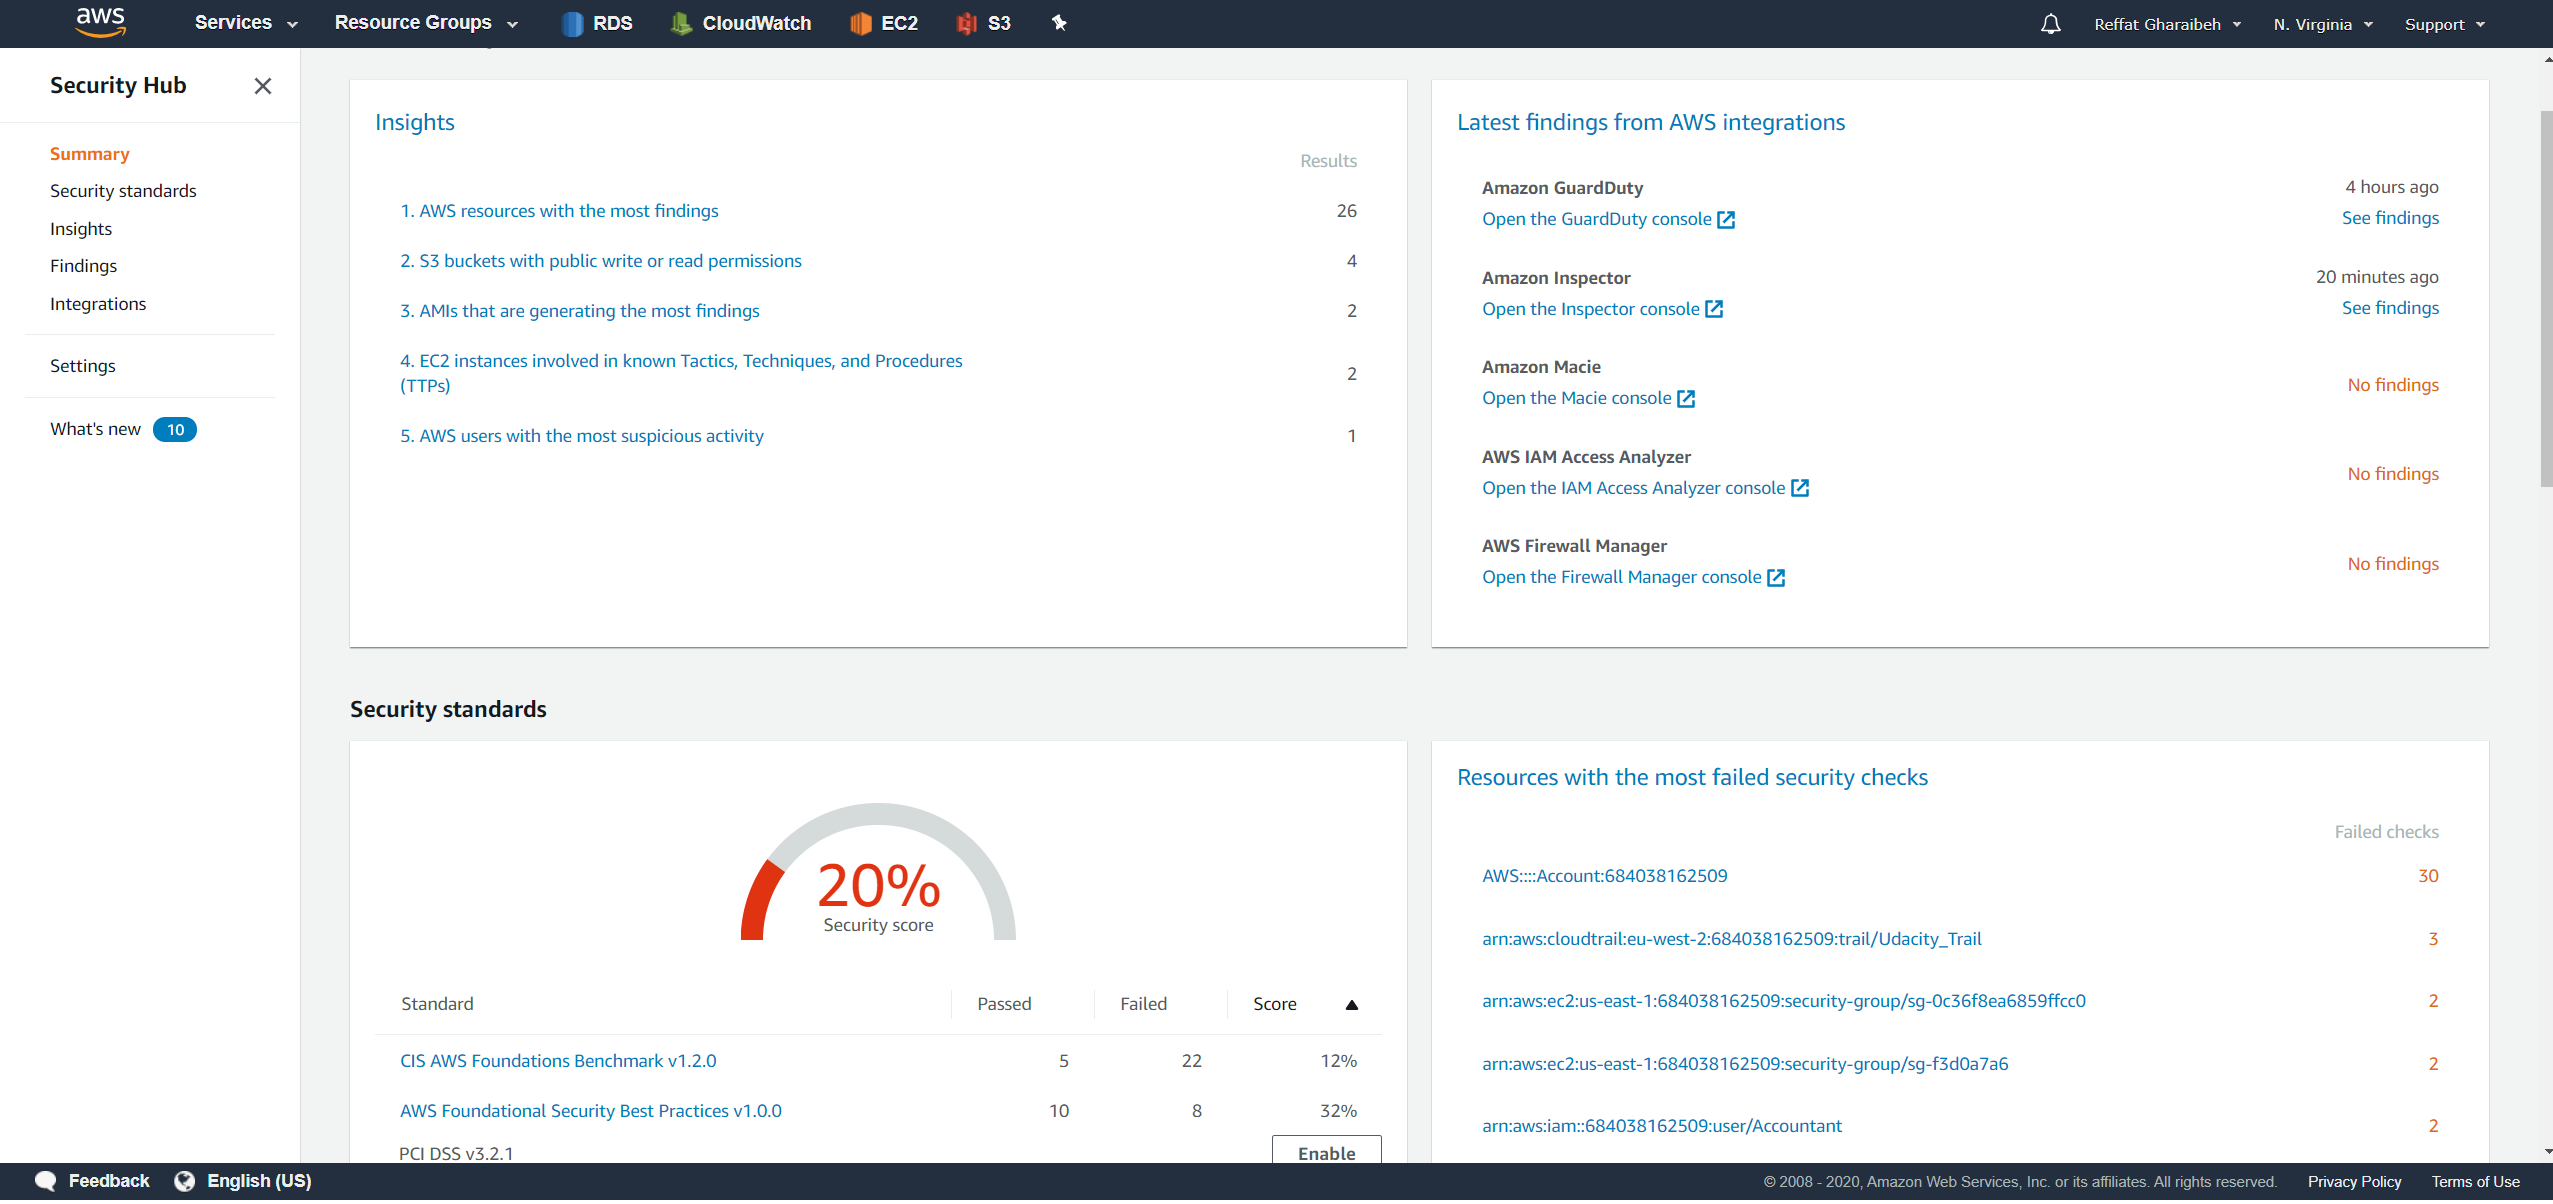 aws
Services
Resource Groups
RDS
CloudWatch
EC2
S3
Reffat Gharaibeh
N. Virginia
Support
Security Hub
Summary
Security standards
Insights
Findings
Integrations
Settings
What's new 10
Insights
Results
1. AWS resources with the most findings 26
2. S3 buckets with public write or read permissions 4
3. AMIs that are generating the most findings 2
4. EC2 instances involved in known Tactics, Techniques, and Procedures
(TTPs) 2
5. AWS users with the most suspicious activity 1
Latest findings from AWS integrations
Amazon GuardDuty 4 hours ago
Open the GuardDuty console See findings
Amazon Inspector 20 minutes ago
Open the Inspector console See findings
Amazon Macie
Open the Macie console No findings
AWS IAM Access Analyzer
Open the IAM Access Analyzer console No findings
AWS Firewall Manager
Open the Firewall Manager console No findings
Security standards
20%
Security score
Standard Passed Failed Score
CIS AWS Foundations Benchmark v1.2.0 5 22 12%
AWS Foundational Security Best Practices v1.0.0 10 8 32%
PCI DSS v3.2.1 Enable
Resources with the most failed security checks
Failed checks
AWS::::Account:684038162509 30
arn:aws:cloudtrail:eu-west-2:684038162509:trail/Udacity_Trail 3
arn:aws:ec2:us-east-1:684038162509:security-group/sg-0c36f8ea6859ffcc0 2
arn:aws:ec2:us-east-1:684038162509:security-group/sg-f3d0a7a6 2
arn:aws:iam::684038162509:user/Accountant 2
Feedback
English (US)
© 2008 - 2020, Amazon Web Services, Inc. or its affiliates. All rights reserved.
Privacy Policy
Terms of Use